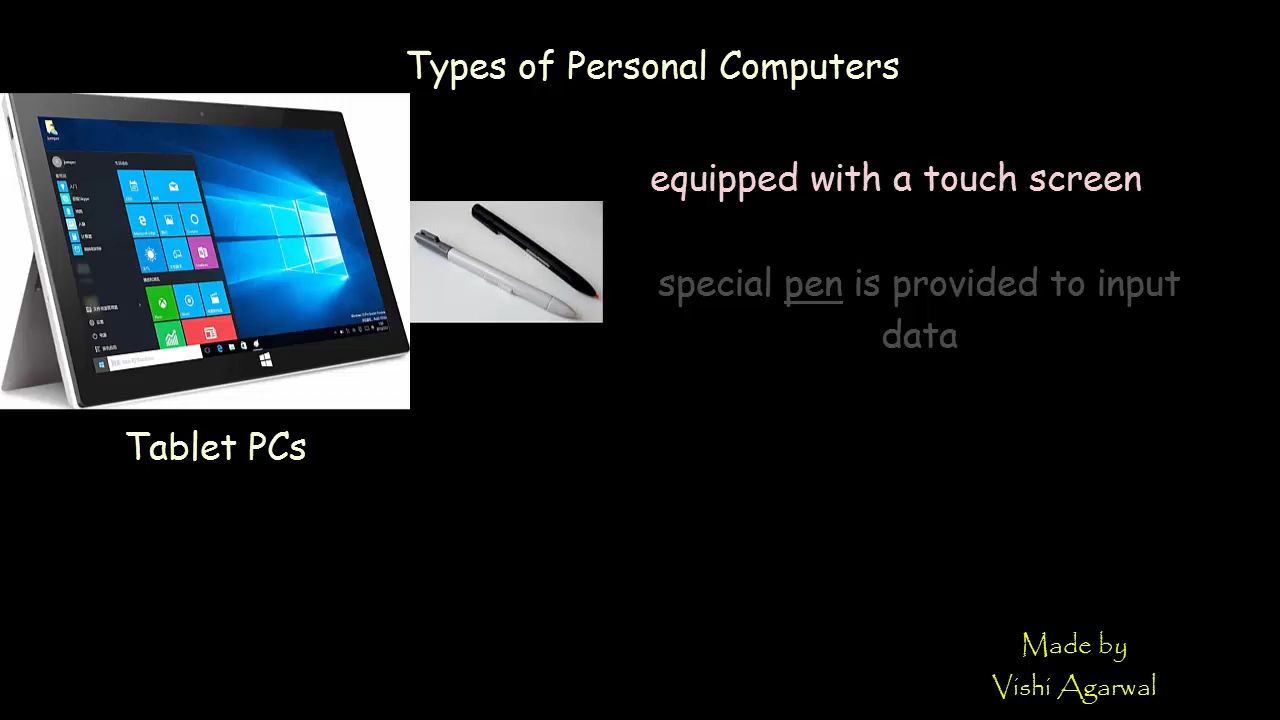 Types of Personal Computers
equipped with a touch screen
special pen is provided to input
data
Tablet PCs
Made by
Vishi Agarwal